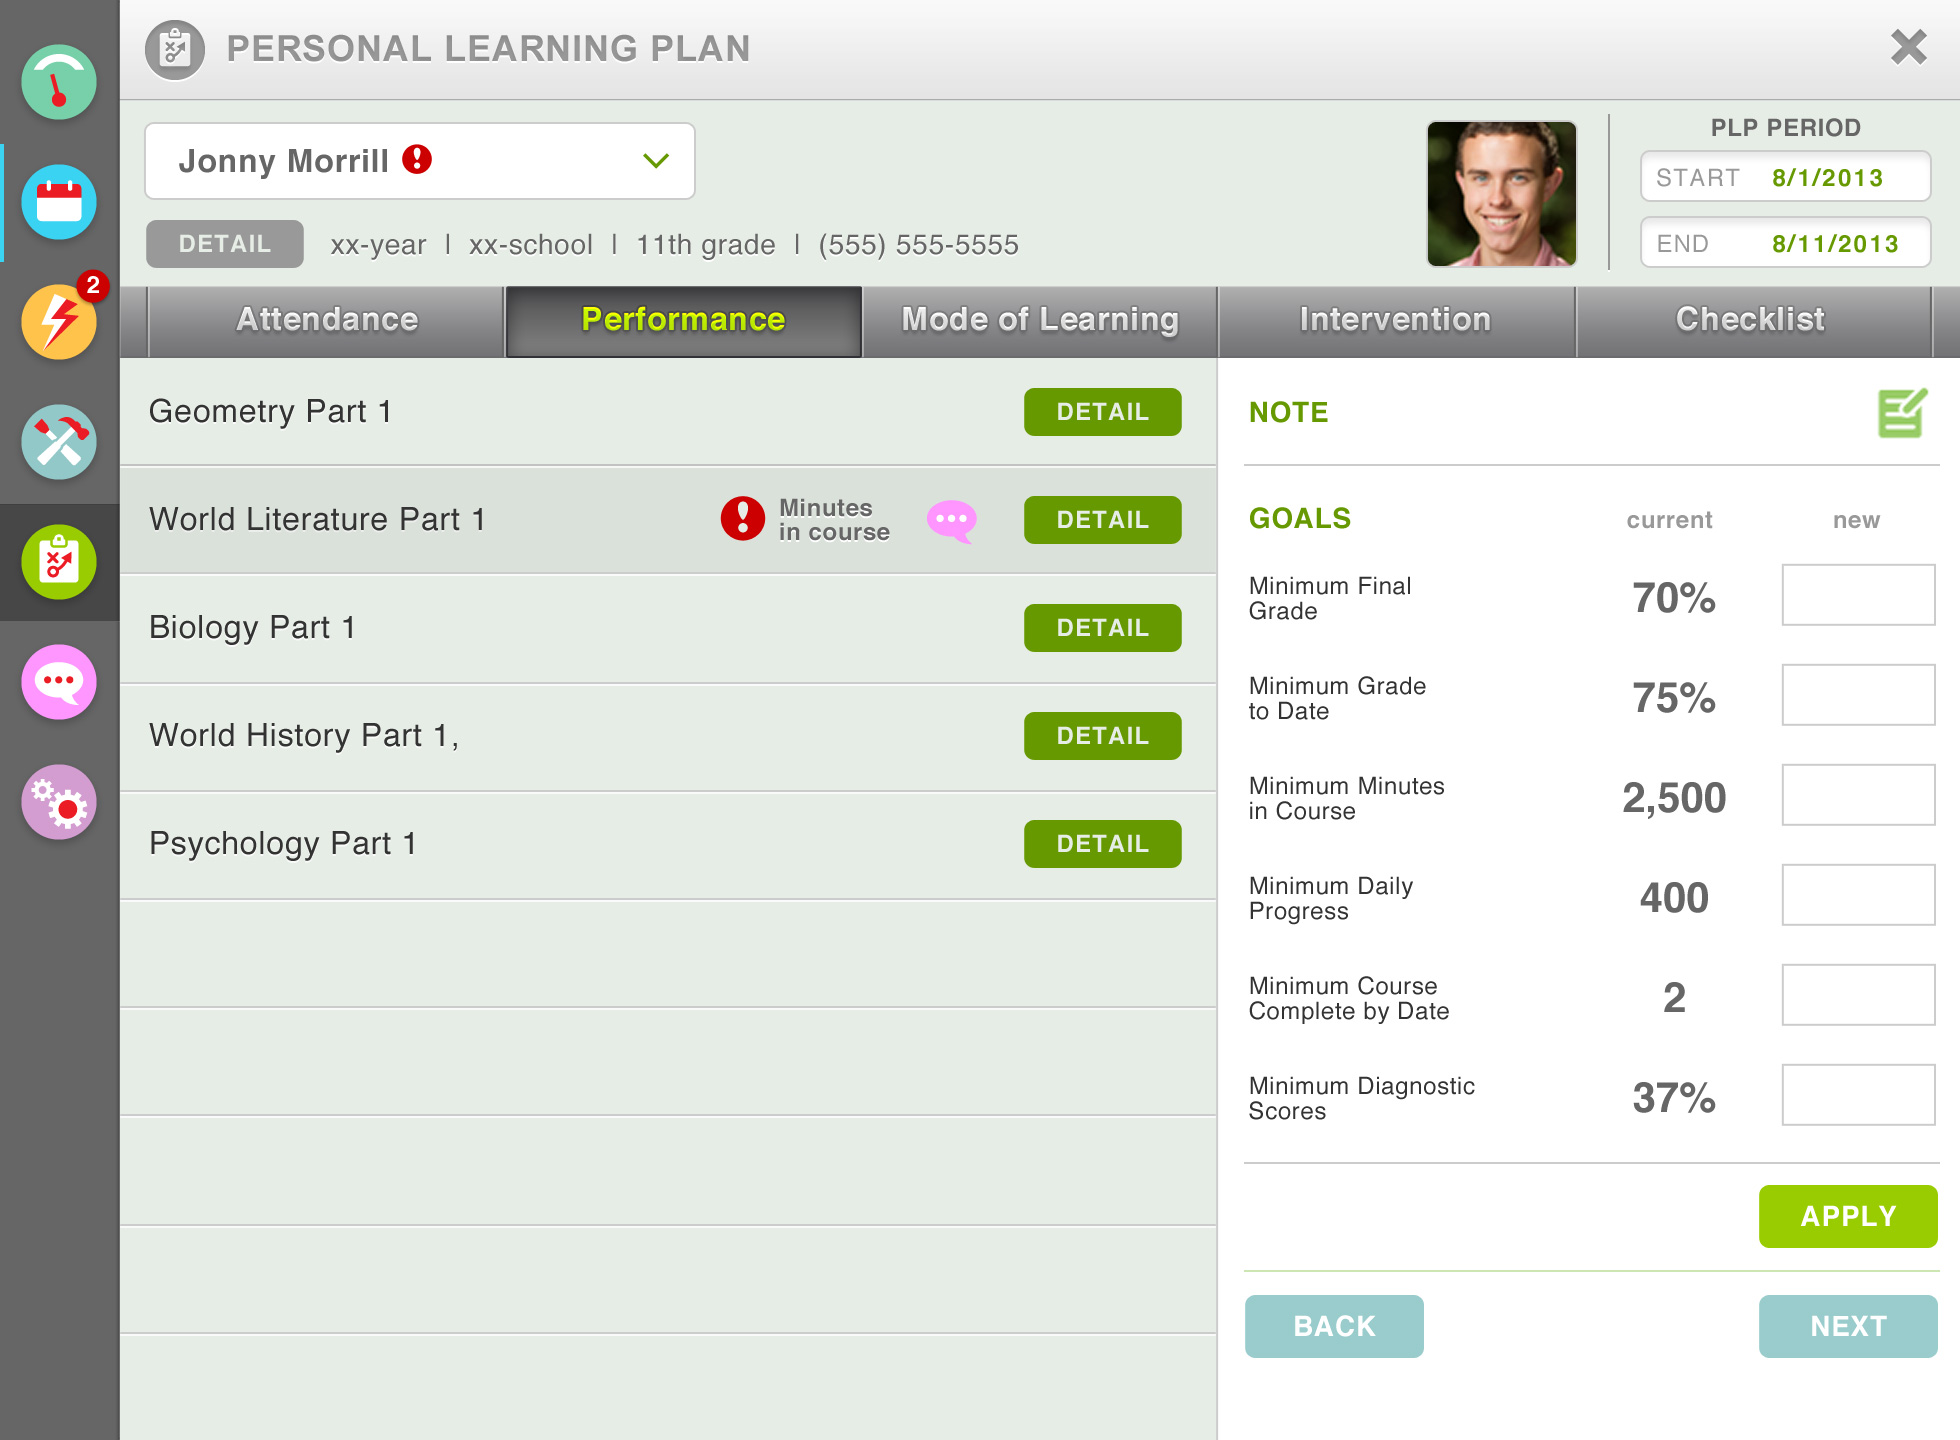 PERSONAL LEARNING PLAN
Jonny Morrill
DETAIL xx-year | xx-school | 11th grade | (555) 555-5555
PLP PERIOD
START 8/1/2013
END 8/11/2013
2
Attendance Performance Mode of Learning Intervention Checklist
Geometry Part 1 DETAIL
World Literature Part 1 Minutes
in course DETAIL
Biology Part 1 DETAIL
World History Part 1, DETAIL
Psychology Part 1 DETAIL
NOTE
GOALS current new
Minimum Final
Grade 70%
Minimum Grade
to Date 75%
Minimum Minutes
in Course 2,500
Minimum Daily
Progress 400
Minimum Course
Complete by Date 2
Minimum Diagnostic
Scores 37%
APPLY
BACK NEXT